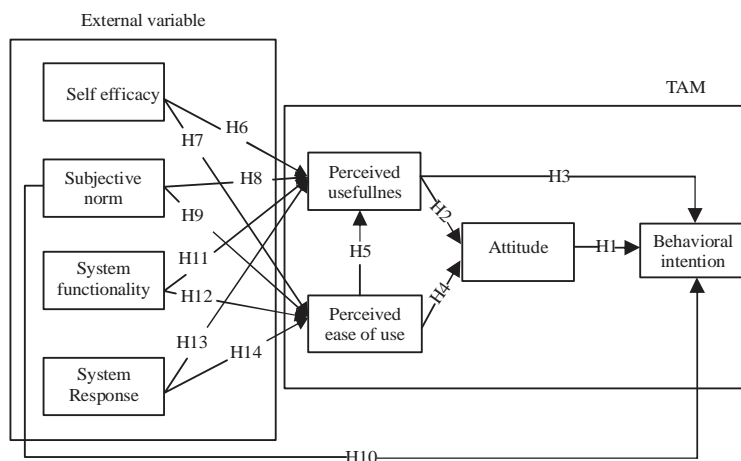 External variable
TAM
Self efficacy
H6
H7
Subjective
norm
H8
H9
System
functionality
H11
H12
System
Response
H13
H14
Perceived
usefullnes
H3
H2
H5
Attitude
H1
Behavioral
intention
Perceived
ease of use
H4
H10